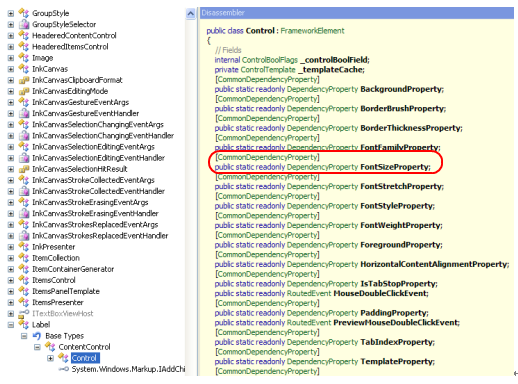 GroupStyle
GroupStyleSelector
HeaderedContentControl
HeaderedItemsControl
Image
InkCanvas
InkCanvasClipboardFormat
InkCanvasEditingMode
InkCanvasGestureEventArgs
InkCanvasGestureEventHandler
InkCanvasSelectionChangingEventArgs
InkCanvasSelectionChangingEventHandler
InkCanvasSelectionEditingEventArgs
InkCanvasSelectionEditingEventHandler
InkCanvasSelectionHitResult
InkCanvasStrokeCollectedEventArgs
InkCanvasStrokeCollectedEventHandler
InkCanvasStrokeErasingEventArgs
InkCanvasStrokeErasingEventHandler
InkCanvasStrokesReplacedEventArgs
InkCanvasStrokesReplacedEventHandler
InkPresenter
ItemCollection
ItemContainerGenerator
ItemsControl
ItemsPanelTemplate
ItemsPresenter
ITextBoxViewHost
Label
Base Types
ContentControl
Control
System.Windows.Markup.IAddChi
Disassembler
public class Control : FrameworkElement
{
// Fields
internal ControlBoolFlags _controlBoolField;
private ControlTemplate _templateCache;
[CommonDependencyProperty]
public static readonly DependencyProperty BackgroundProperty;
[CommonDependencyProperty]
public static readonly DependencyProperty BorderBrushProperty;
[CommonDependencyProperty]
public static readonly DependencyProperty BorderThicknessProperty;
[CommonDependencyProperty]
public static readonly DependencyProperty FontFamilyProperty;
[CommonDependencyProperty]
public static readonly DependencyProperty FontSizeProperty;
[CommonDependencyProperty]
public static readonly DependencyProperty FontStretchProperty;
[CommonDependencyProperty]
public static readonly DependencyProperty FontStyleProperty;
[CommonDependencyProperty]
public static readonly DependencyProperty FontWeightProperty;
[CommonDependencyProperty]
public static readonly DependencyProperty ForegroundProperty;
[CommonDependencyProperty]
public static readonly DependencyProperty HorizontalContentAlignmentProperty;
[CommonDependencyProperty]
public static readonly DependencyProperty IsTabStopProperty;
public static readonly RoutedEvent MouseDoubleClickEvent;
[CommonDependencyProperty]
public static readonly DependencyProperty PaddingProperty;
public static readonly RoutedEvent PreviewMouseDoubleClickEvent;
[CommonDependencyProperty]
public static readonly DependencyProperty TabIndexProperty;
[CommonDependencyProperty]
public static readonly DependencyProperty TemplateProperty;
[CommonDependencyProperty]